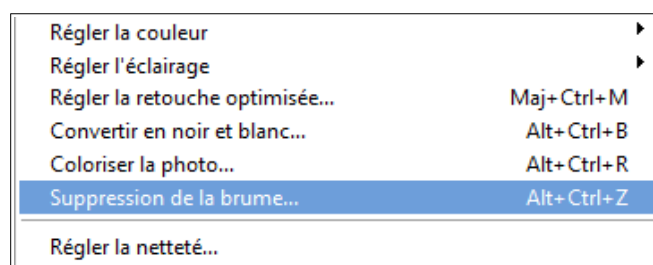 Régler la couleur
Régler l'éclairage
Régler la retouche optimisée... Maj+Ctrl+M
Convertir en noir et blanc... Alt+Ctrl+B
Coloriser la photo... Alt+Ctrl+R
Suppression de la brume... Alt+Ctrl+Z
Régler la netteté...